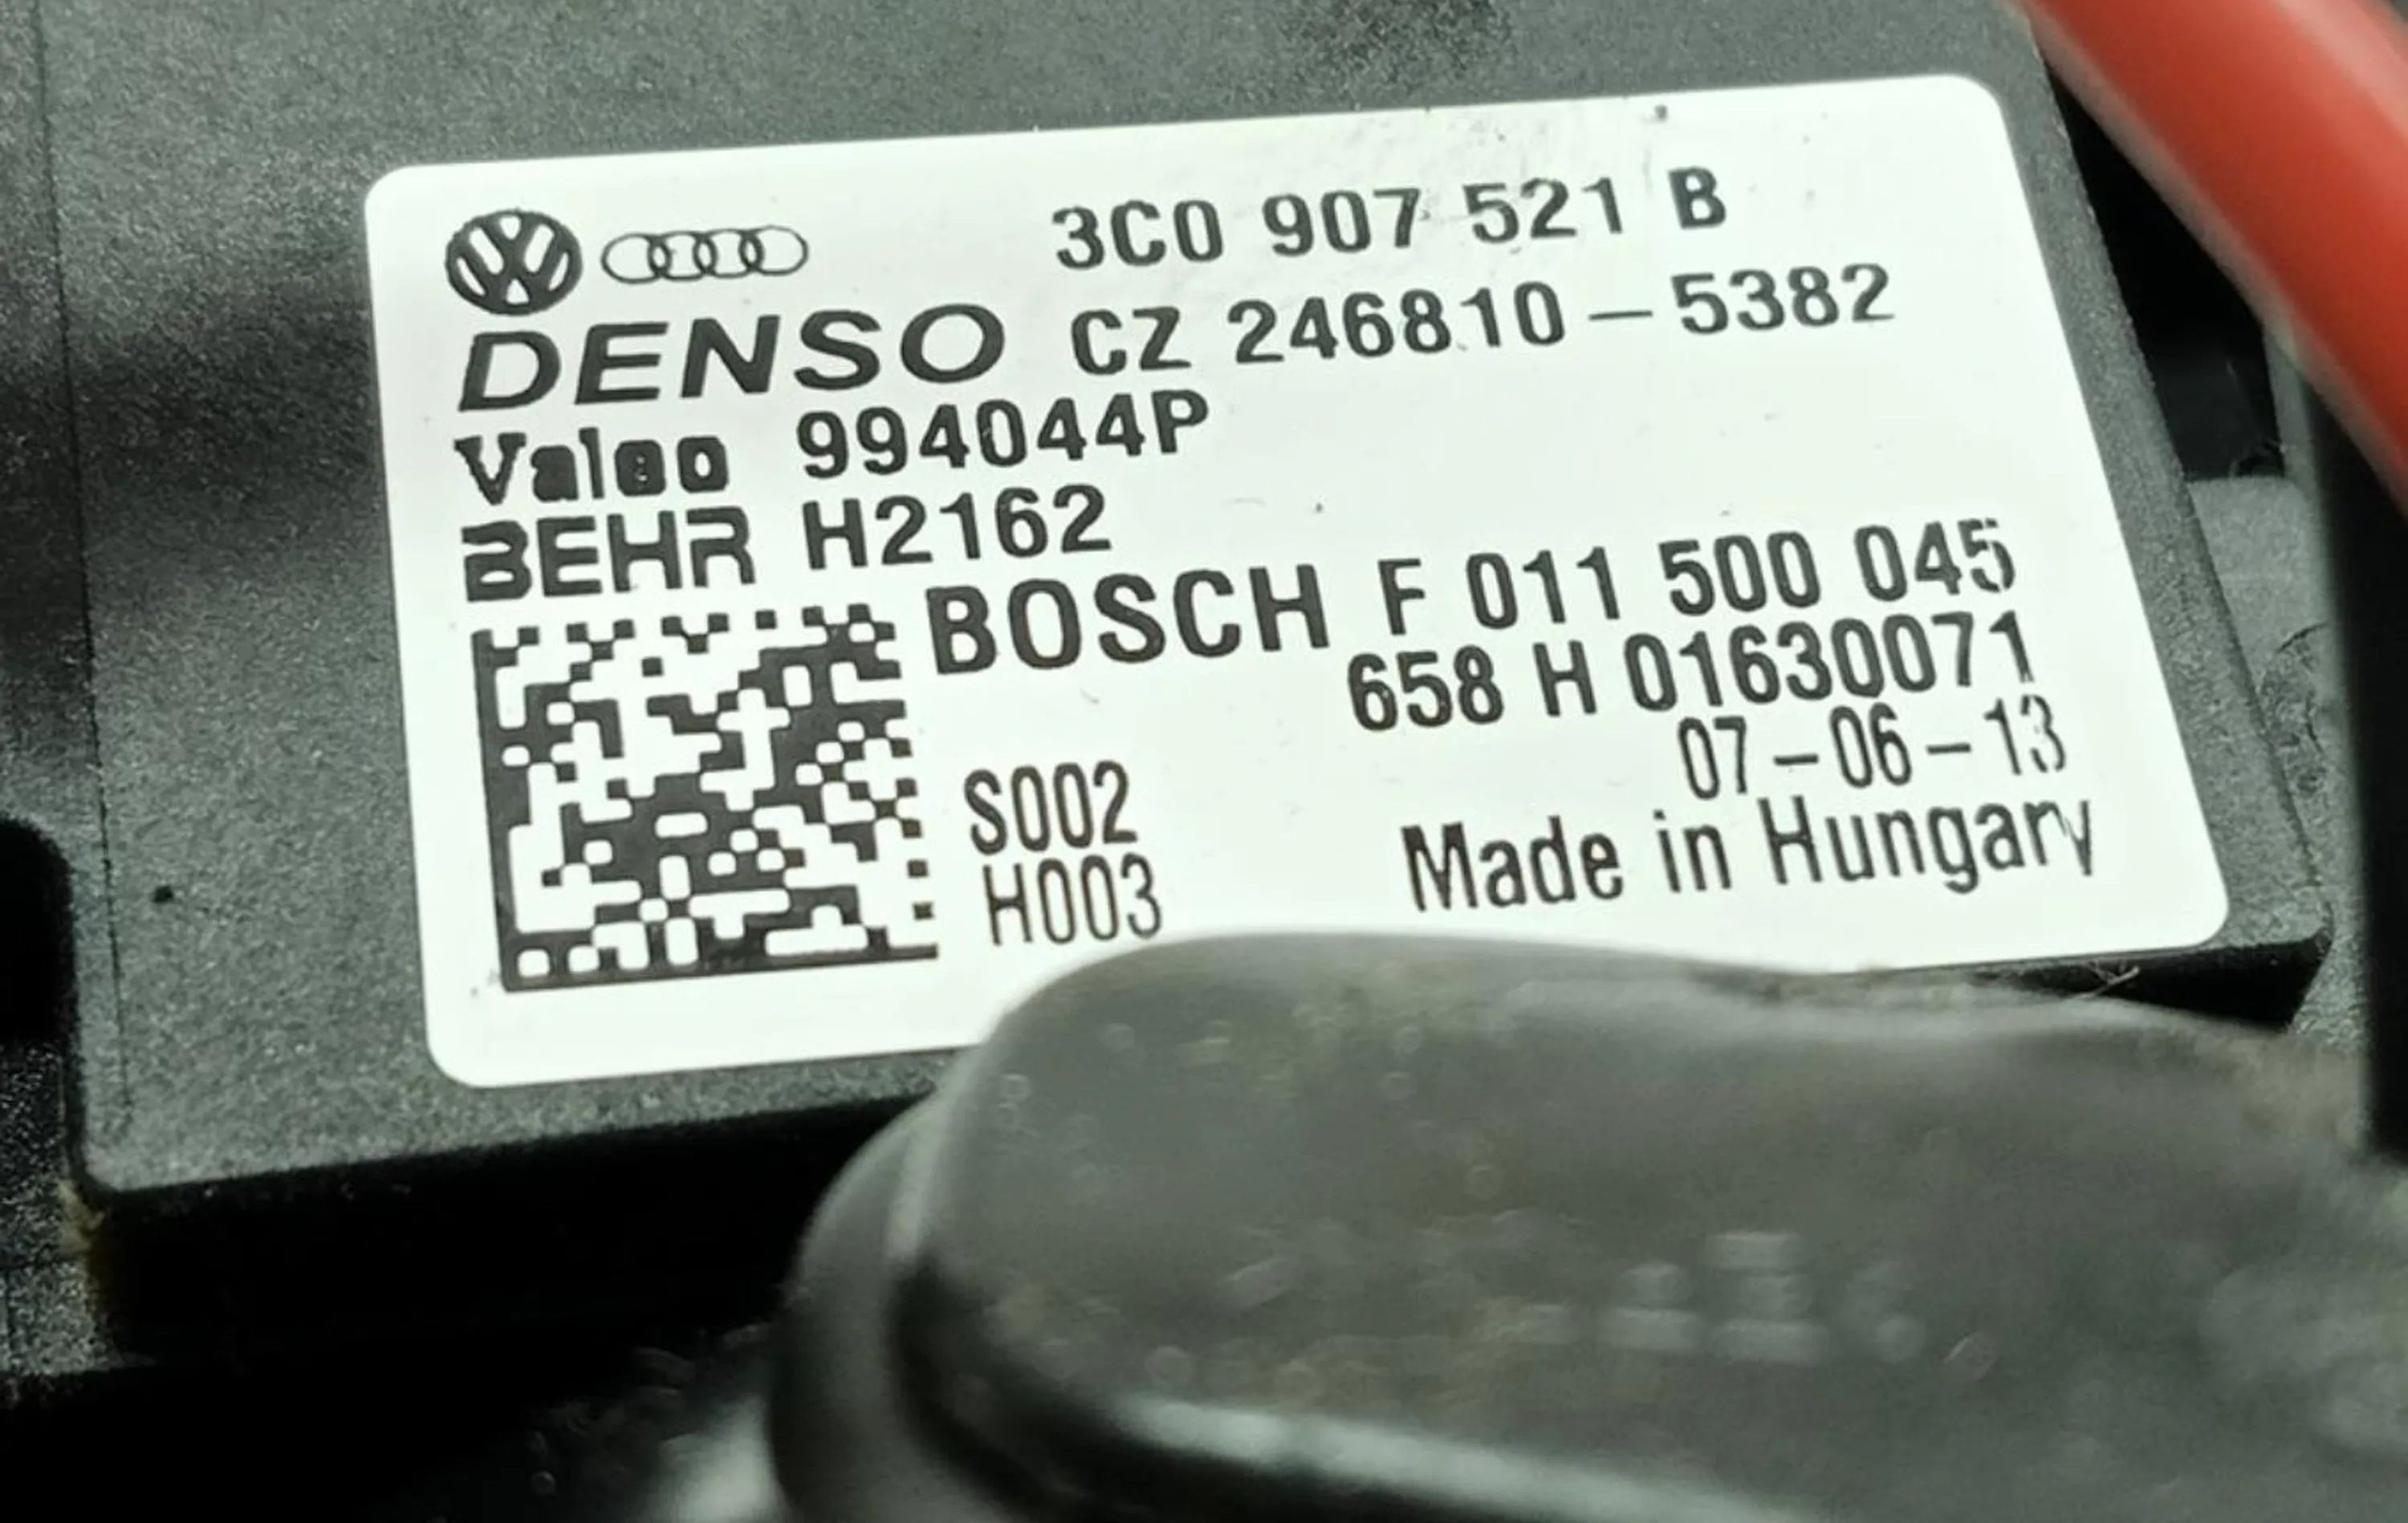 3C0 907 521 B
DENSO CZ 246810-5382
Valeo 994044P
BEHR H2162
BOSCH F 011 500 045
658 H 01630071
07-06-13
S002
H003
Made in Hungary